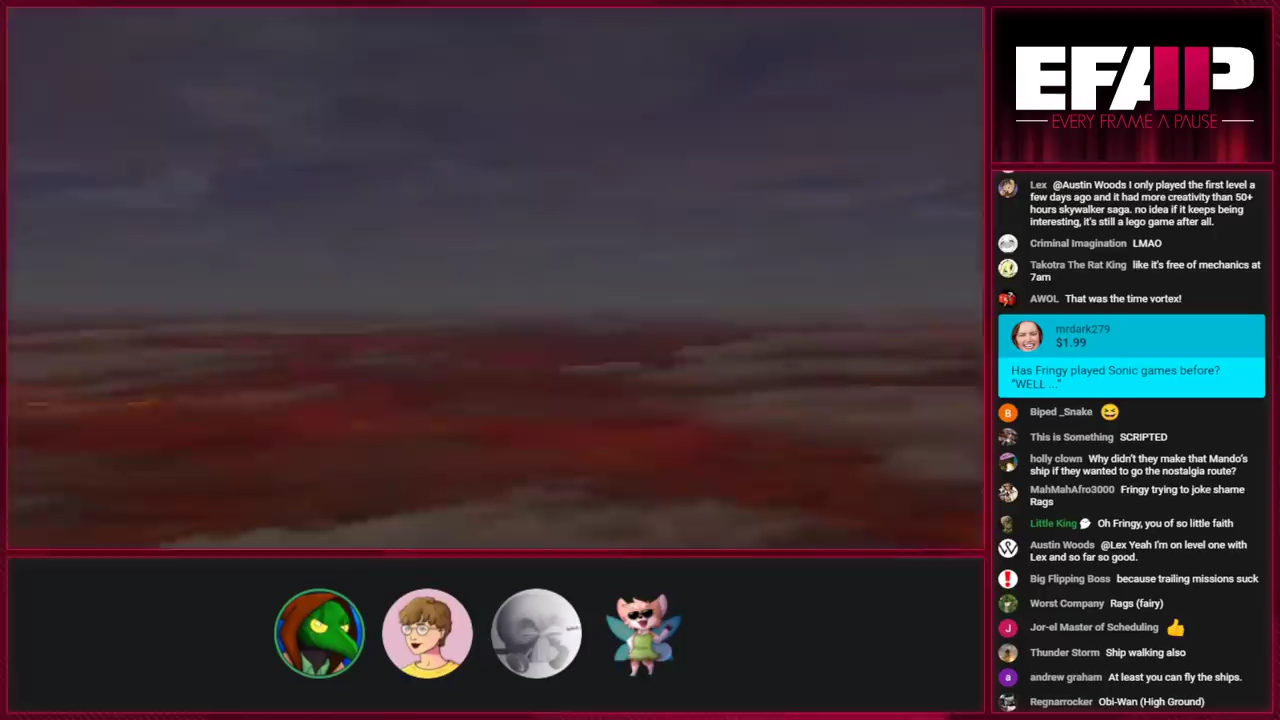 EFAP
EVERY FRAME A PAUSE
Lex @Austin Woods I only played the first level a
few days ago and it had more creativity than 50+
hours skywalker saga. no idea if it keeps being
interesting, it's still a lego game after all.
Criminal Imagination LMAO
Takotra The Rat King like it's free of mechanics at
7am
AWOL That was the time vortex!
mrdark279
$1.99
Has Fringy played Sonic games before?
"WELL ..."
B Biped _Snake
This is Something SCRIPTED
holly clown Why didn't they make that Mando's
ship if they wanted to go the nostalgia route?
MahMahAfro3000 Fringy trying to joke shame
Rags
Little King Oh Fringy, you of so little faith
Austin Woods @Lex Yeah I'm on level one with
Lex and so far so good.
Big Flipping Boss because trailing missions suck
Worst Company Rags (fairy)
J Jor-el Master of Scheduling
Thunder Storm Ship walking also
a andrew graham At least you can fly the ships.
Regnarrocker Obi-Wan (High Ground)